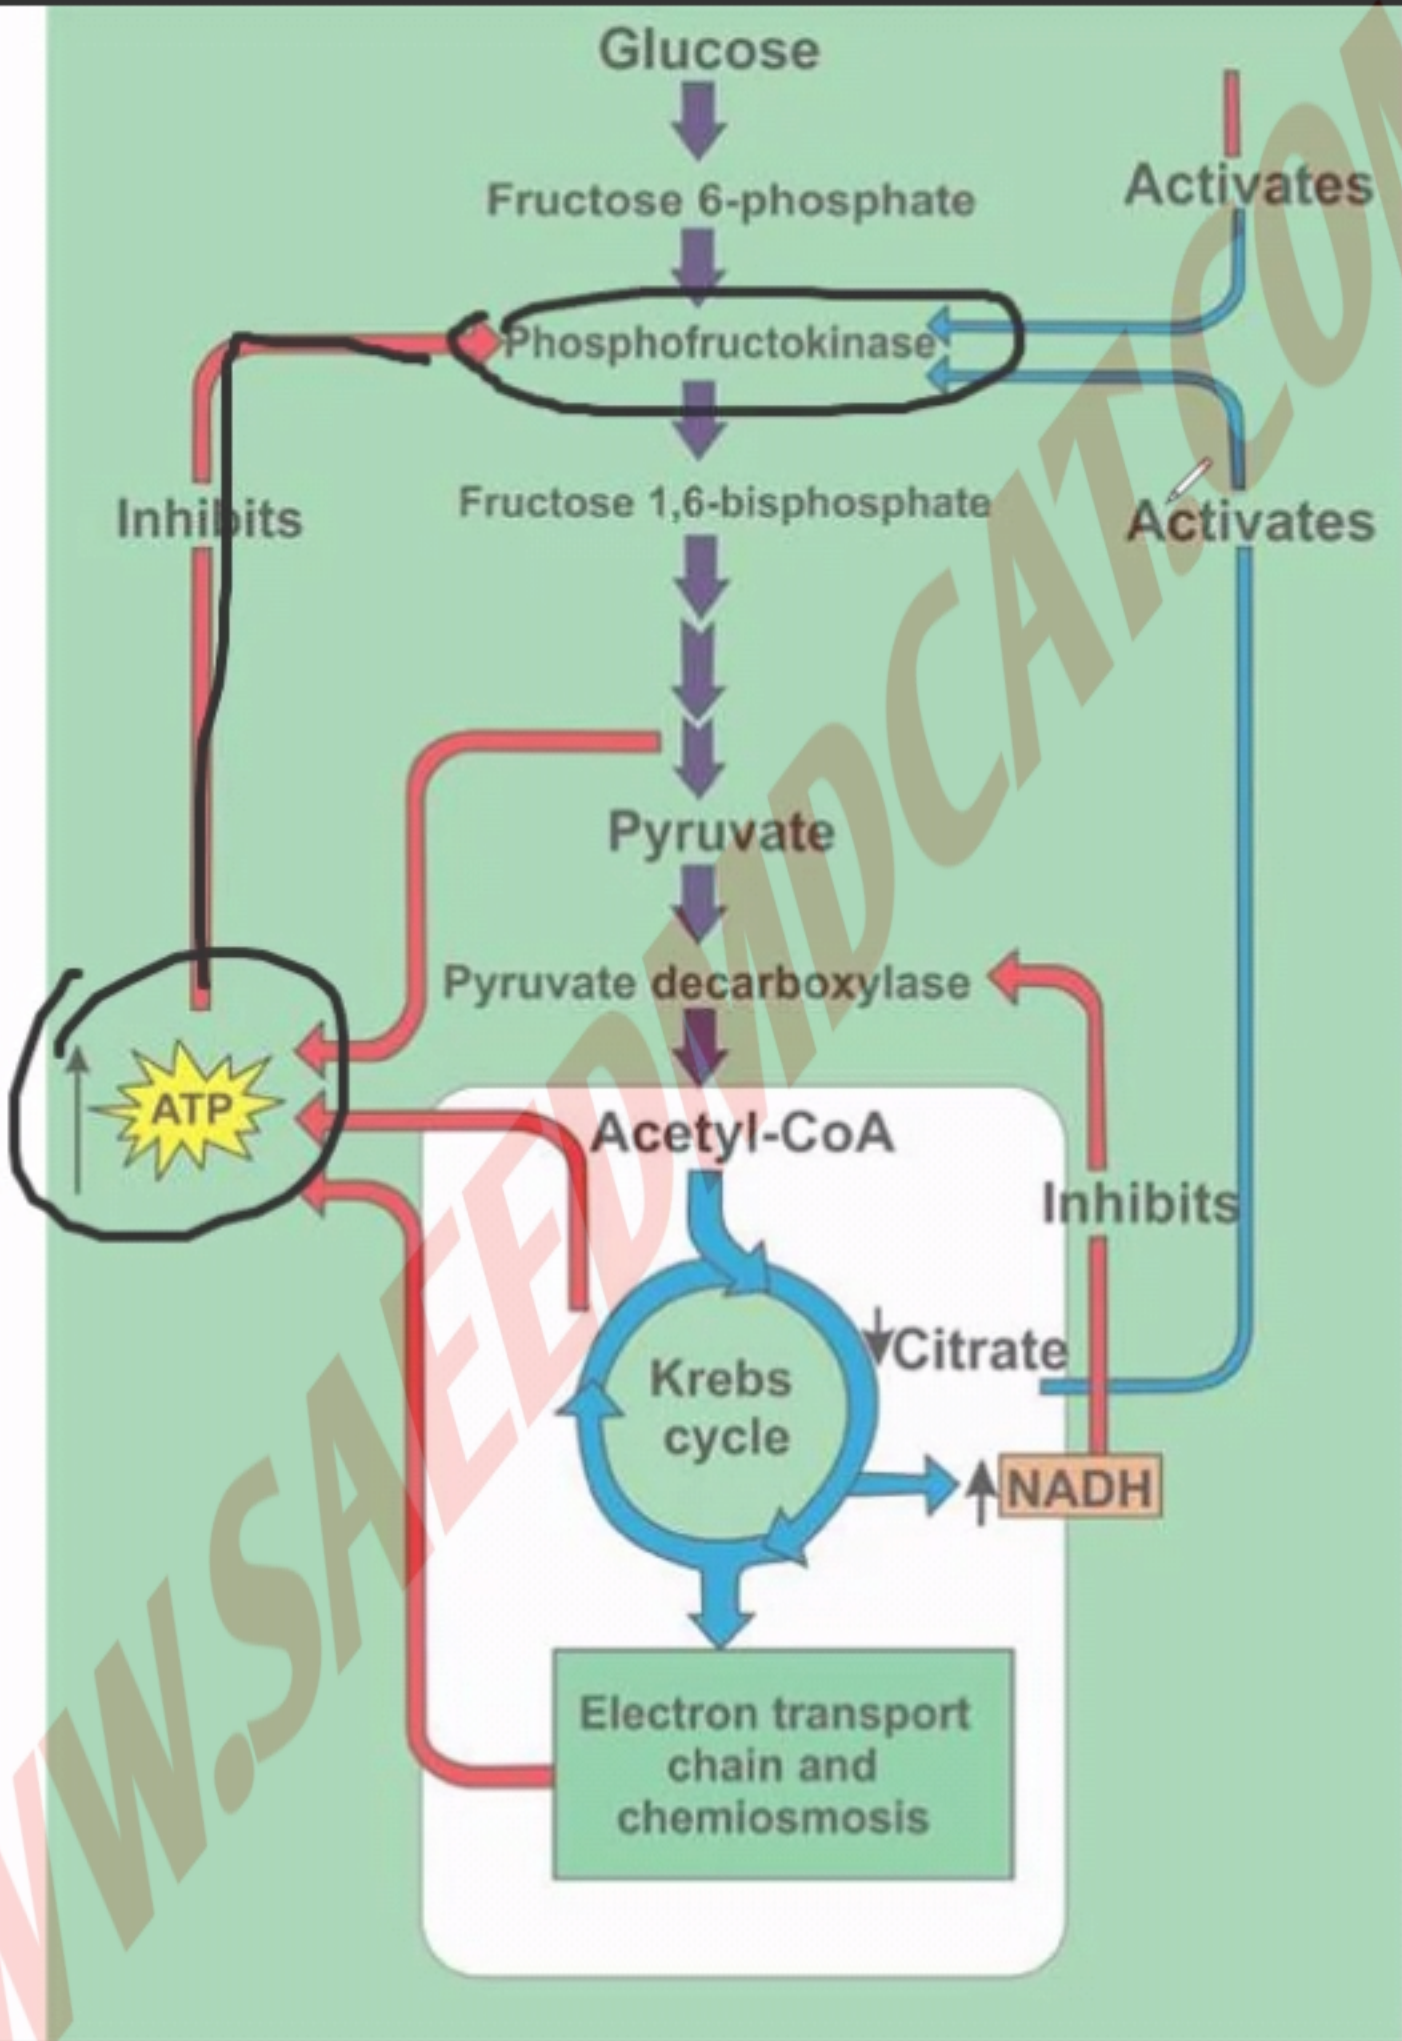 Glucose
Fructose 6-phosphate
Activates
Phosphofructokinase
Inhibits
Fructose 1,6-bisphosphate
Activates
Pyruvate
Pyruvate decarboxylase
ATP
Acetyl-CoA
Inhibits
Citrate
Krebs
cycle
NADH
Electron transport
chain and
chemiosmosis
WW.SAEEDMDCAT.COM